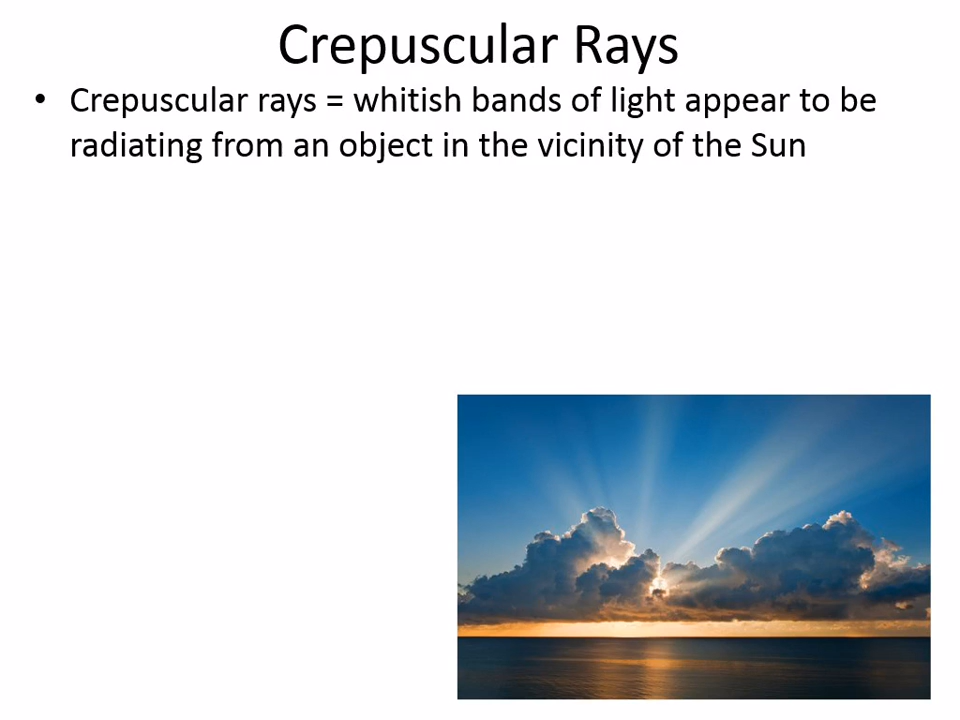 Crepuscular Rays
• Crepuscular rays = whitish bands of light appear to be
radiating from an object in the vicinity of the Sun